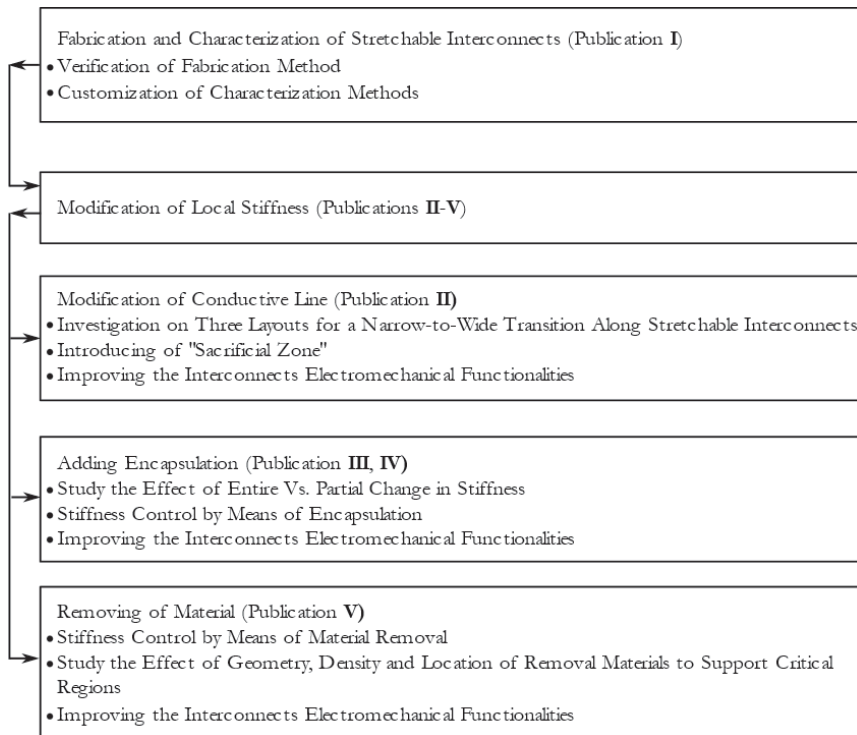 Fabrication and Characterization of Stretchable Interconnects (Publication I)
• Verification of Fabrication Method
• Customization of Characterization Methods
Modification of Local Stiffness (Publications II-V)
Modification of Conductive Line (Publication II)
• Investigation on Three Layouts for a Narrow-to-Wide Transition Along Stretchable Interconnects
• Introducing of "Sacrificial Zone"
• Improving the Interconnects Electromechanical Functionalities
Adding Encapsulation (Publication III, IV)
• Study the Effect of Entire Vs. Partial Change in Stiffness
• Stiffness Control by Means of Encapsulation
• Improving the Interconnects Electromechanical Functionalities
Removing of Material (Publication V)
• Stiffness Control by Means of Material Removal
• Study the Effect of Geometry, Density and Location of Removal Materials to Support Critical
Regions
• Improving the Interconnects Electromechanical Functionalities